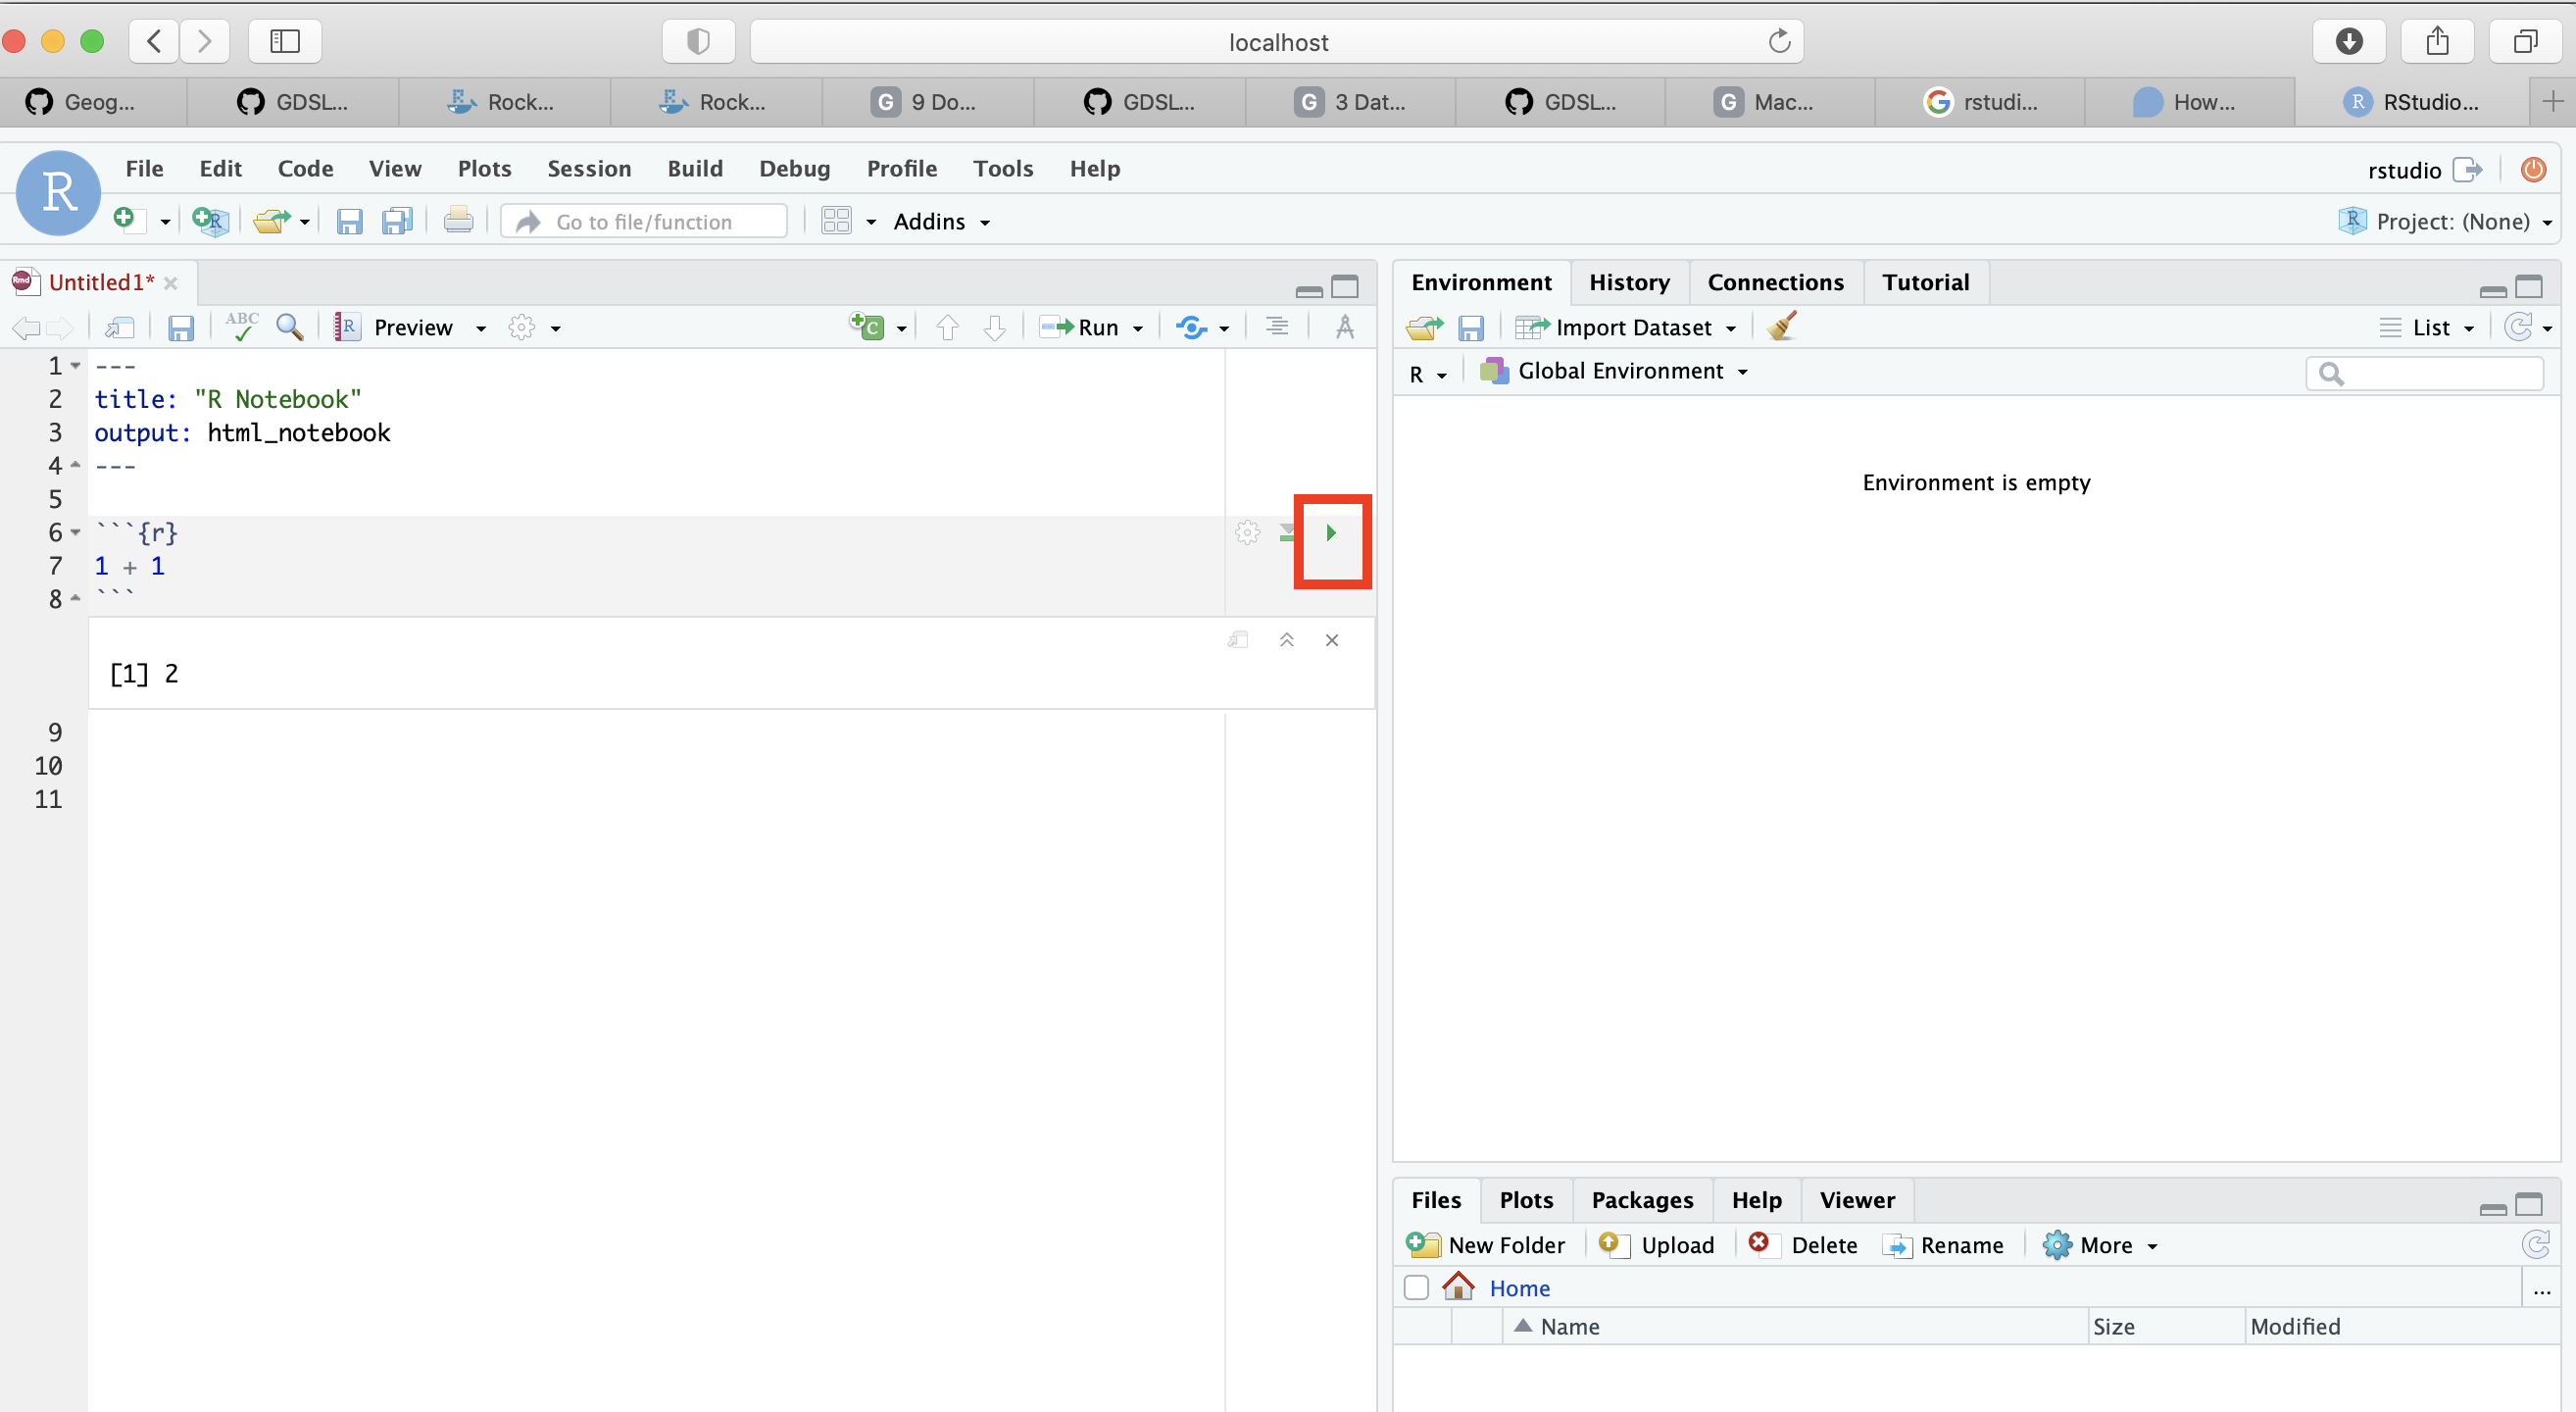 localhost
Geog... GDSL... Rock... Rock... G 9 Do... GDSL... G 3 Dat... GDSL... G Mac... G rstudi... How... R RStudio...
R File Edit Code View Plots Session Build Debug Profile Tools Help rstudio
R Go to file/function Addins R Project: (None)
Rmd Untitled1*
ABC R Preview C Run
1 ---
2 title: "R Notebook"
3 output: html_notebook
4 ---
5
6 ```{r}
7 1 + 1
8 ```
[1] 2
9
10
11
Environment History Connections Tutorial
Import Dataset List
R Global Environment
Environment is empty
Files Plots Packages Help Viewer
New Folder Upload Delete Rename More
Home ...
Name Size Modified